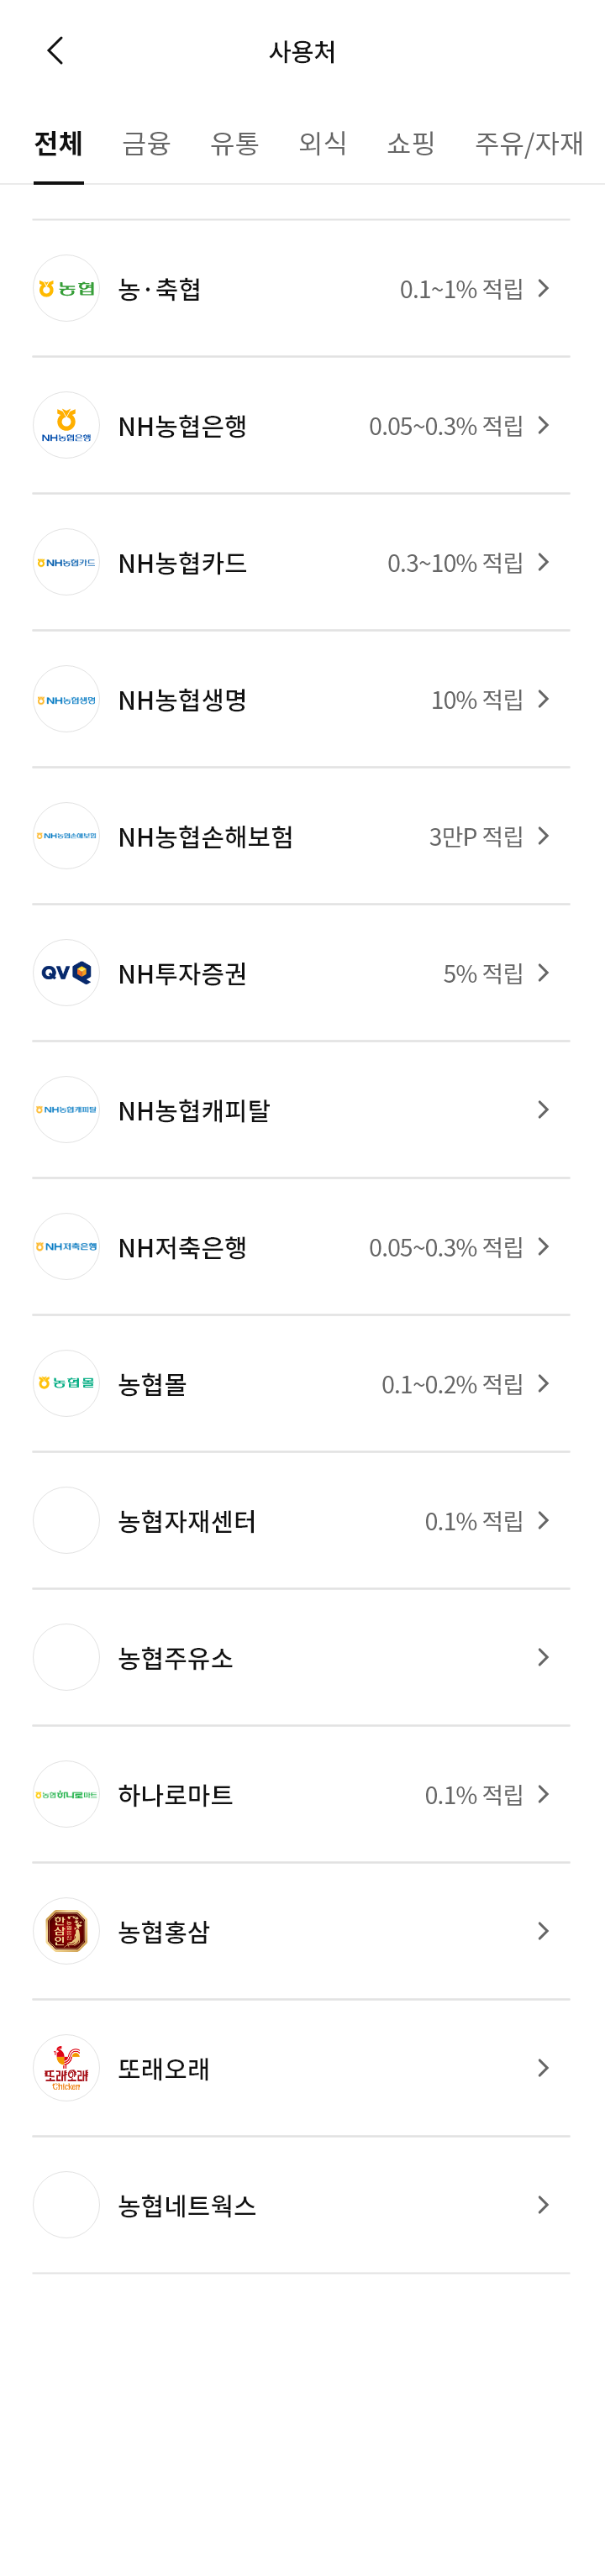 사용처
전체 금융 유통 외식 쇼핑 주유/자재
농협 농·축협 0.1~1% 적립
NH농협은행 NH농협은행 0.05~0.3% 적립
NH농협카드 NH농협카드 0.3~10% 적립
NH농협생명 NH농협생명 10% 적립
NH농협손해보험 NH농협손해보험 3만P 적립
QV NH투자증권 5% 적립
NH농협캐피탈 NH농협캐피탈
NH저축은행 NH저축은행 0.05~0.3% 적립
농협몰 농협몰 0.1~0.2% 적립
농협자재센터 0.1% 적립
농협주유소
농협하나로마트 하나로마트 0.1% 적립
한삼인 농협홍삼
또래오래 Chicken 또래오래
농협네트웍스